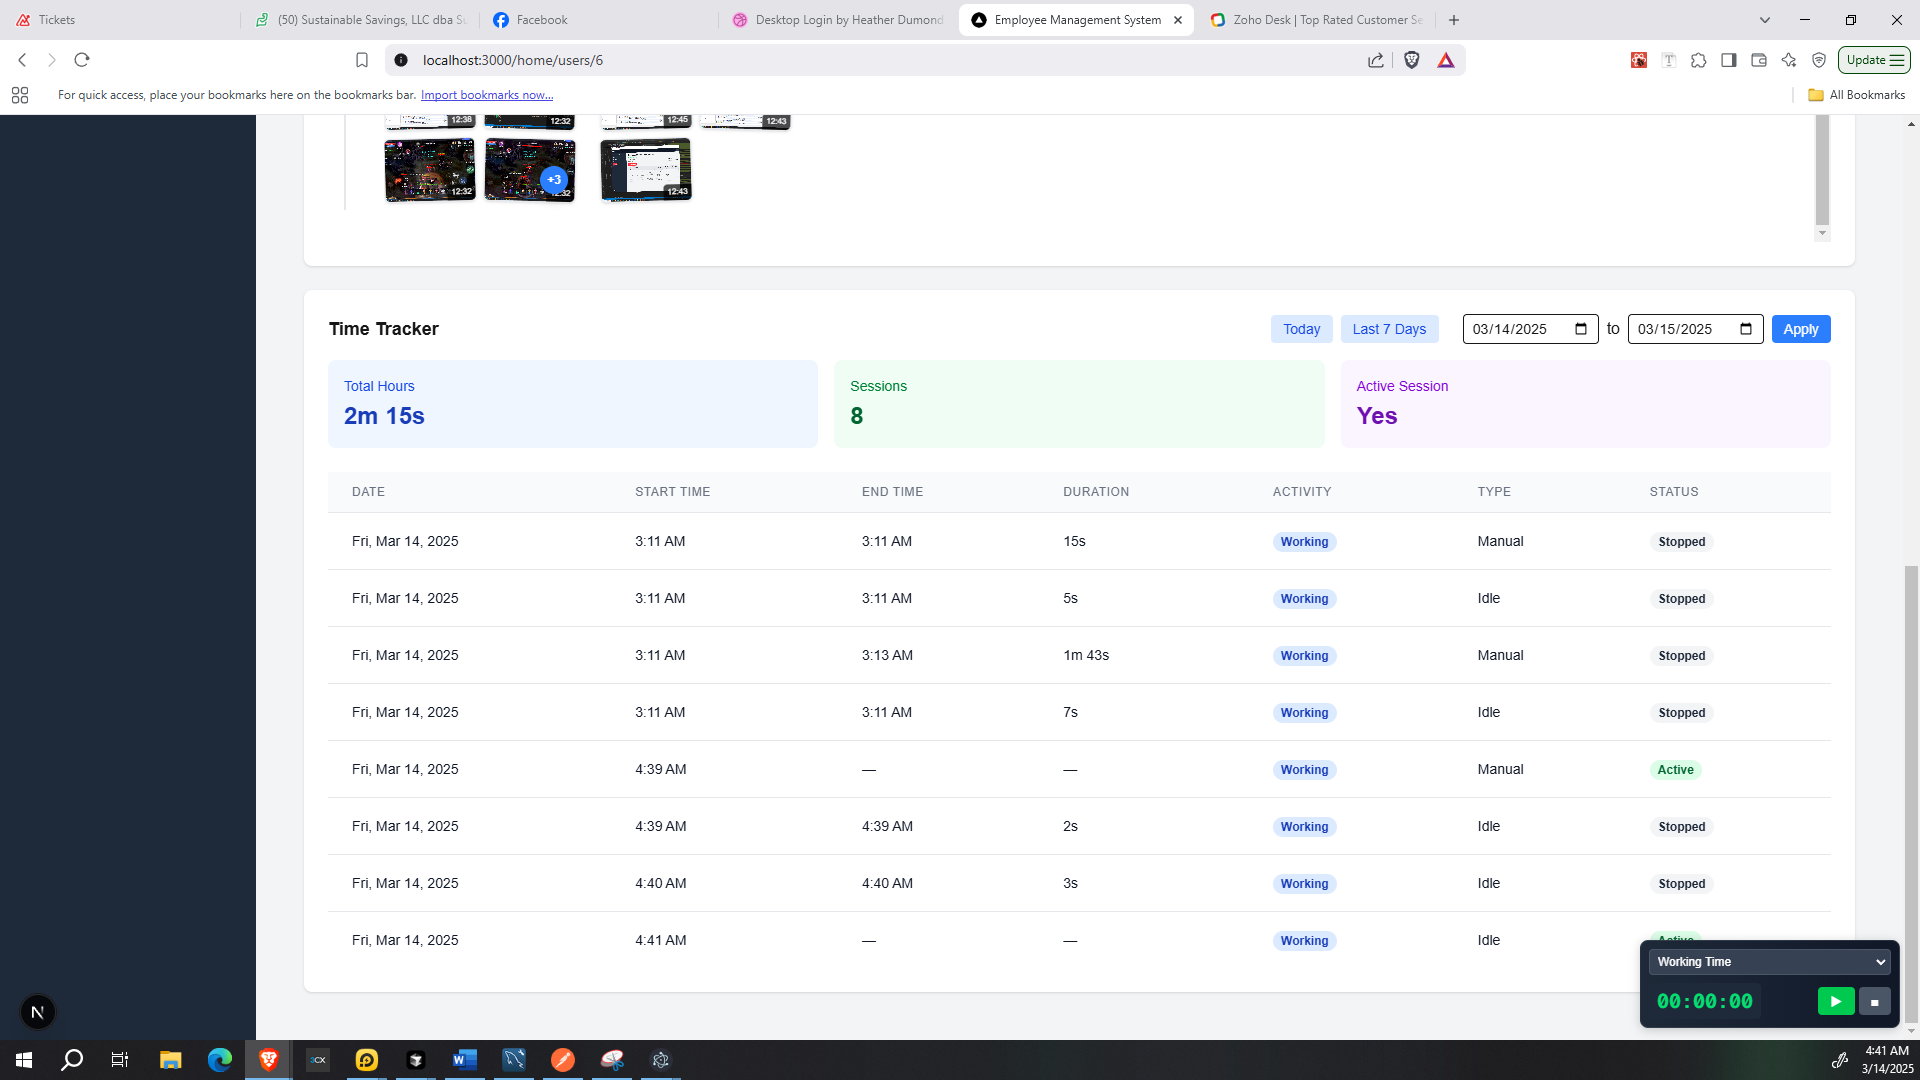 Tickets
(50) Sustainable Savings, LLC dba Su
Facebook
Desktop Login by Heather Dumond
Employee Management System
Zoho Desk | Top Rated Customer Se
localhost:3000/home/users/6
Update
For quick access, place your bookmarks here on the bookmarks bar. Import bookmarks now...
All Bookmarks
12:38
12:32
12:45
12:43
12:32
+3
12:43
Time Tracker
Today
Last 7 Days
03/14/2025
to
03/15/2025
Apply
Total Hours
2m 15s
Sessions
8
Active Session
Yes
DATE START TIME END TIME DURATION ACTIVITY TYPE STATUS
Fri, Mar 14, 2025 3:11 AM 3:11 AM 15s Working Manual Stopped
Fri, Mar 14, 2025 3:11 AM 3:11 AM 5s Working Idle Stopped
Fri, Mar 14, 2025 3:11 AM 3:13 AM 1m 43s Working Manual Stopped
Fri, Mar 14, 2025 3:11 AM 3:11 AM 7s Working Idle Stopped
Fri, Mar 14, 2025 4:39 AM — — Working Manual Active
Fri, Mar 14, 2025 4:39 AM 4:39 AM 2s Working Idle Stopped
Fri, Mar 14, 2025 4:40 AM 4:40 AM 3s Working Idle Stopped
Fri, Mar 14, 2025 4:41 AM — — Working Idle Active
Working Time
00:00:00
N
3CX
4:41 AM
3/14/2025